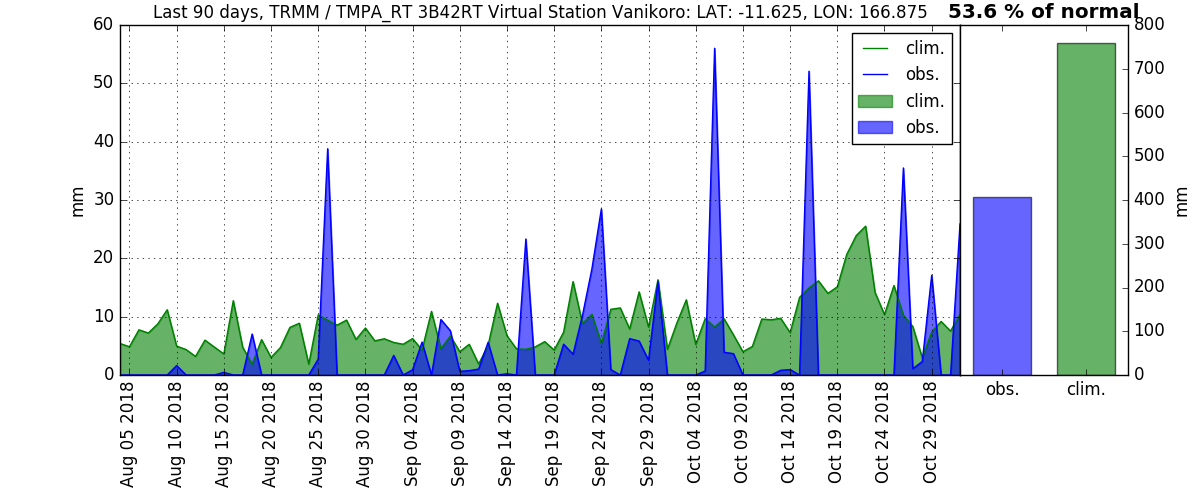 Last 90 days, TRMM / TMPA_RT 3B42RT Virtual Station Vanikoro: LAT: -11.625, LON: 166.875
53.6 % of normal
60
50
40
30
20
10
0
mm
clim.
obs.
clim.
obs.
800
700
600
500
400
300
200
100
0
mm
Aug 05 2018
Aug 10 2018
Aug 15 2018
Aug 20 2018
Aug 25 2018
Aug 30 2018
Sep 04 2018
Sep 09 2018
Sep 14 2018
Sep 19 2018
Sep 24 2018
Sep 29 2018
Oct 04 2018
Oct 09 2018
Oct 14 2018
Oct 19 2018
Oct 24 2018
Oct 29 2018
obs.
clim.